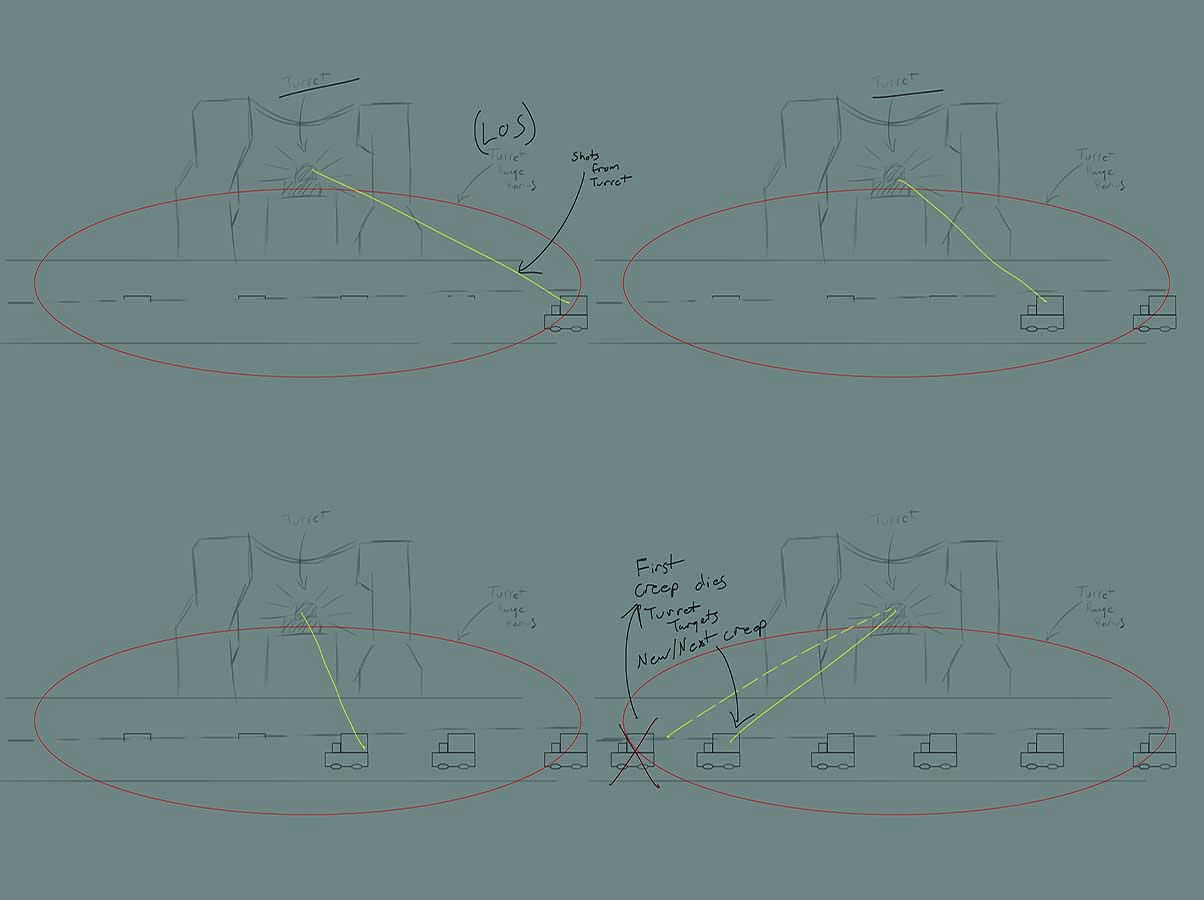 Turret
(LOS)
Turret
Range
Radius
Shots
from
Turret
Turret
Turret
Range
Radius
Turret
Turret
Range
Radius
First
creep dies
Turret
Targets
New/Next creep
Turret
Turret
Range
Radius